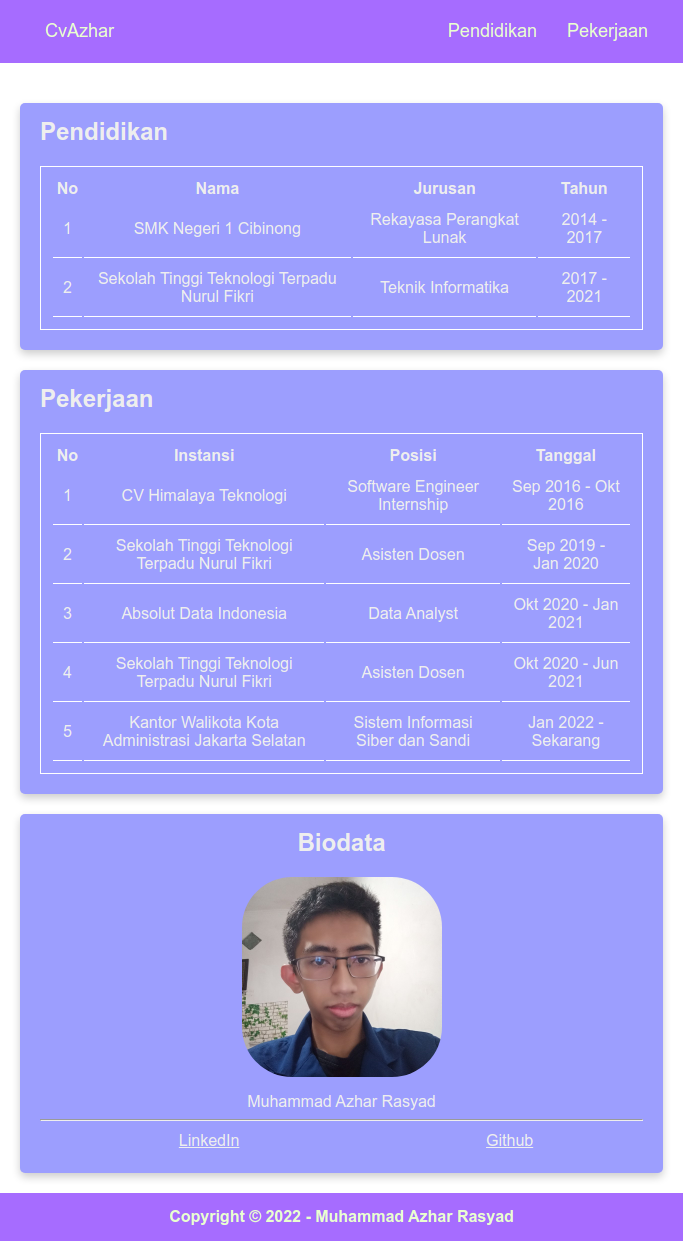 CvAzhar Pendidikan Pekerjaan
Pendidikan
No Nama Jurusan Tahun
1 SMK Negeri 1 Cibinong Rekayasa Perangkat Lunak 2014 - 2017
2 Sekolah Tinggi Teknologi Terpadu Nurul Fikri Teknik Informatika 2017 - 2021
Pekerjaan
No Instansi Posisi Tanggal
1 CV Himalaya Teknologi Software Engineer Internship Sep 2016 - Okt 2016
2 Sekolah Tinggi Teknologi Terpadu Nurul Fikri Asisten Dosen Sep 2019 - Jan 2020
3 Absolut Data Indonesia Data Analyst Okt 2020 - Jan 2021
4 Sekolah Tinggi Teknologi Terpadu Nurul Fikri Asisten Dosen Okt 2020 - Jun 2021
5 Kantor Walikota Kota Administrasi Jakarta Selatan Sistem Informasi Siber dan Sandi Jan 2022 - Sekarang
Biodata
Muhammad Azhar Rasyad
LinkedIn Github
Copyright © 2022 - Muhammad Azhar Rasyad